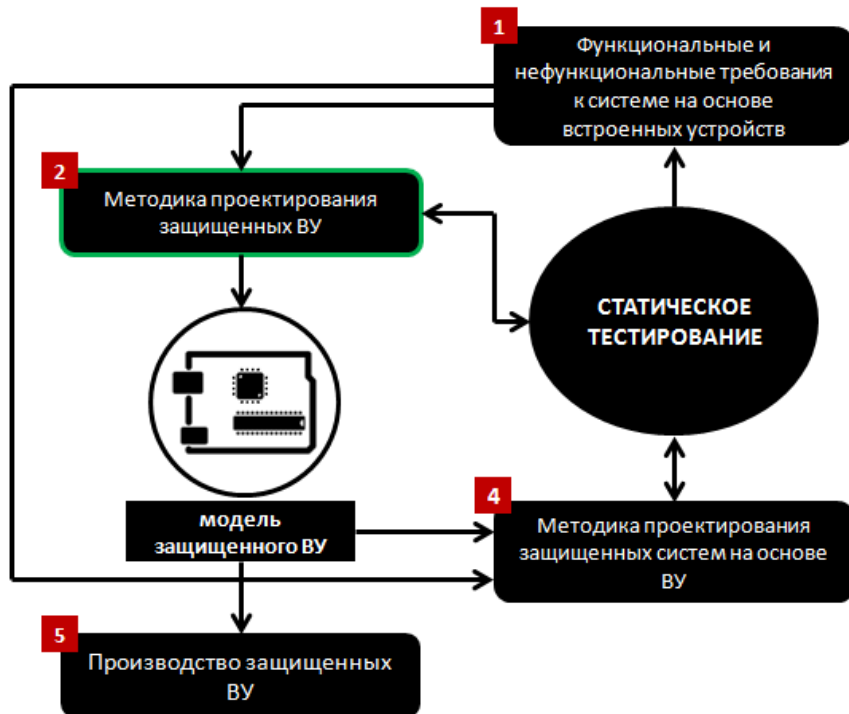 1
Функциональные и
нефункциональные требования
к системе на основе
встроенных устройств
2
Методика проектирования
защищенных ВУ
СТАТИЧЕСКОЕ
ТЕСТИРОВАНИЕ
модель
защищенного ВУ
4
Методика проектирования
защищенных систем на основе
ВУ
5
Производство защищенных
ВУ